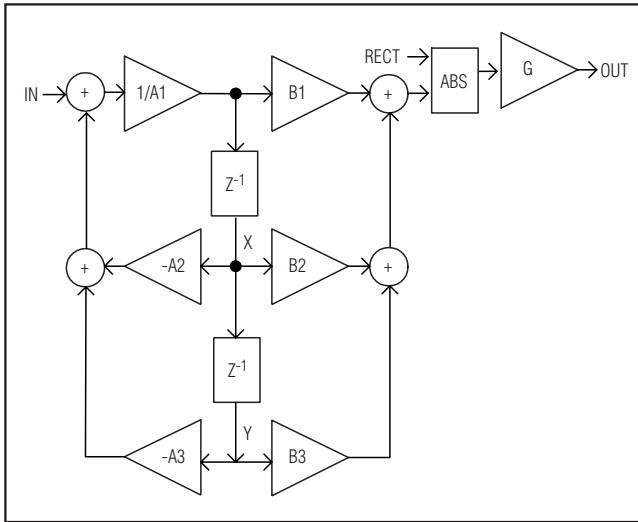 RECT
G
IN
+
1/A1
B1
+
ABS
OUT
Z-1
X
+
-A2
B2
+
Z-1
Y
-A3
B3